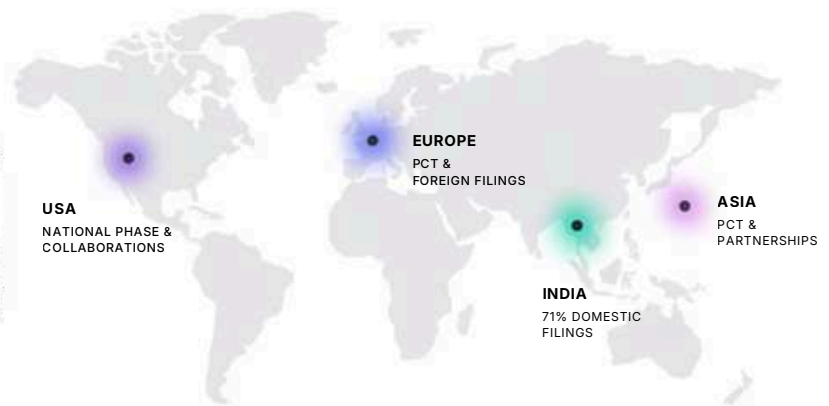 EUROPE
PCT &
FOREIGN FILINGS
USA
NATIONAL PHASE &
COLLABORATIONS
ASIA
PCT &
PARTNERSHIPS
INDIA
71% DOMESTIC
FILINGS